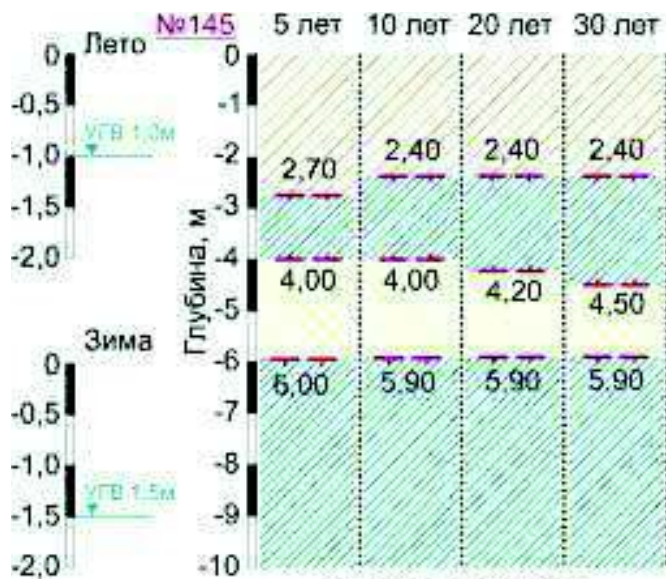 №145 5 лет 10 лет 20 лет 30 лет
Лето
0
-0,5
УГВ 1,0м
-1,0
-1,5
-2,0
Зима
0
-0,5
-1,0
УГВ 1,5м
-1,5
-2,0
Глубина, м
0
-1
-2
-3
-4
-5
-6
-7
-8
-9
-10
2,70 2,40 2,40 2,40
4,00 4,00 4,20 4,50
6,00 5,90 5,90 5,90